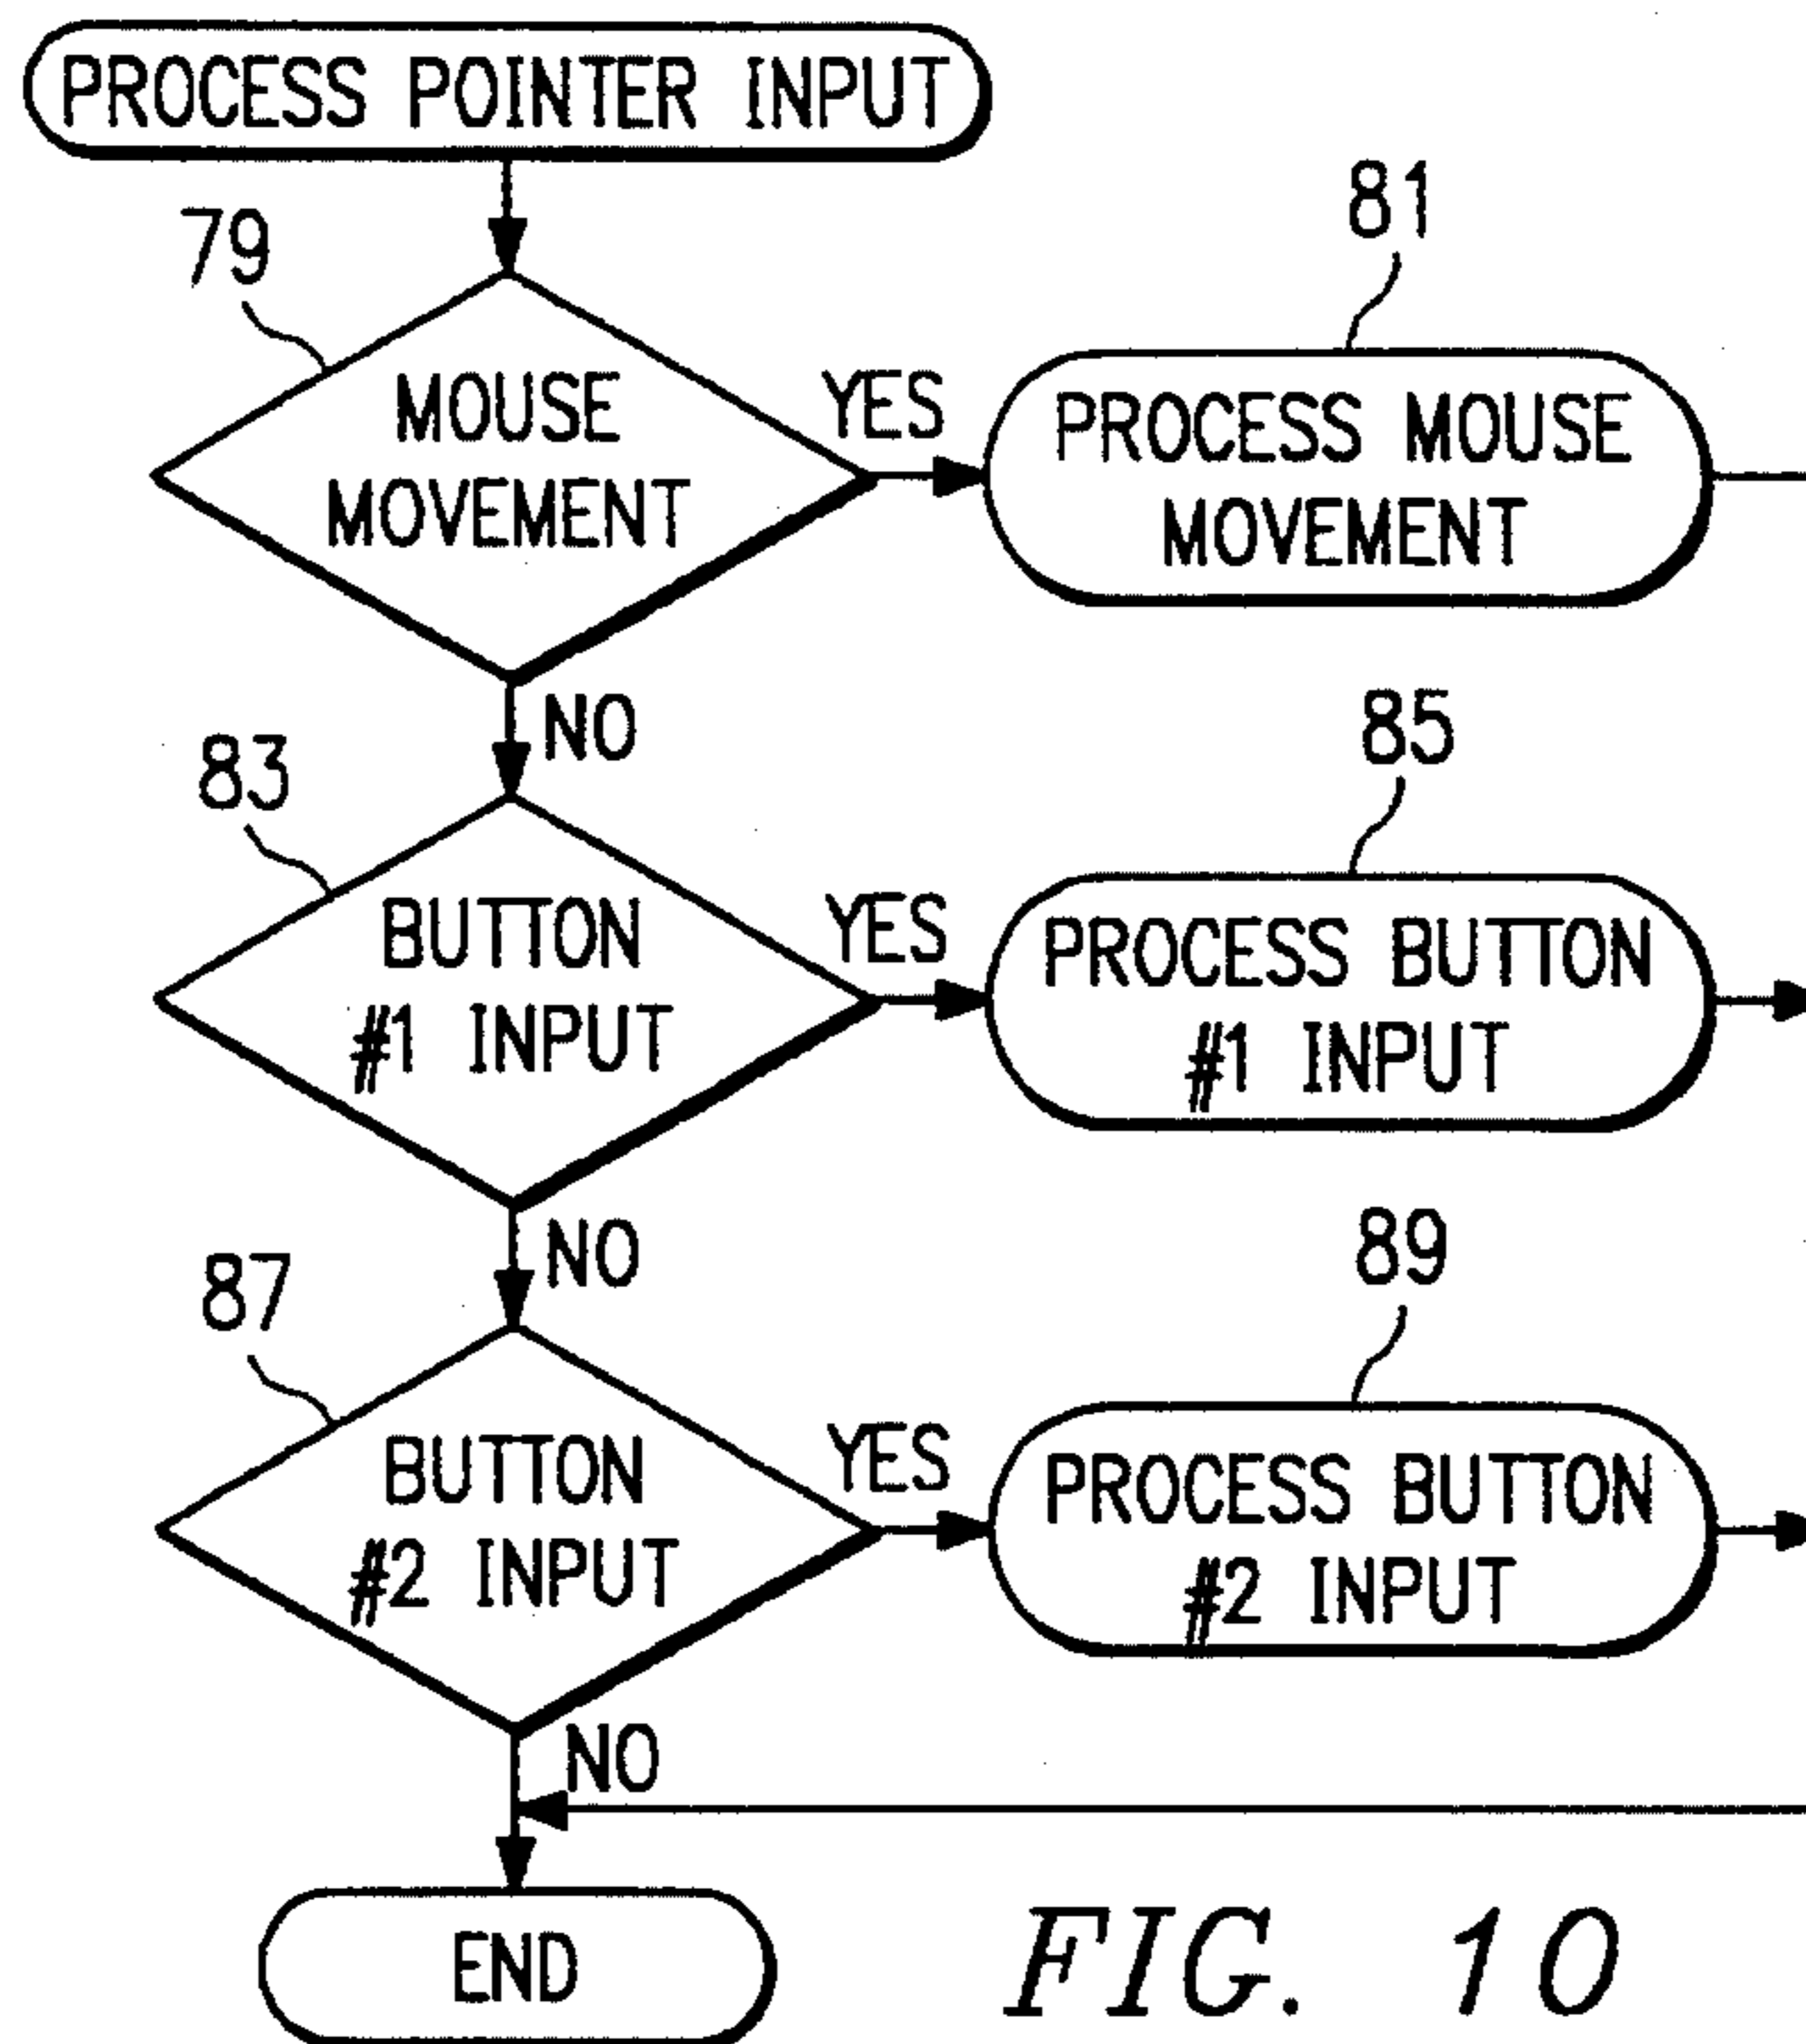 PROCESS POINTER INPUT
79
MOUSE
MOVEMENT
YES
81
PROCESS MOUSE
MOVEMENT
NO
83
BUTTON
#1 INPUT
YES
85
PROCESS BUTTON
#1 INPUT
NO
87
BUTTON
#2 INPUT
YES
89
PROCESS BUTTON
#2 INPUT
NO
END
FIG. 10